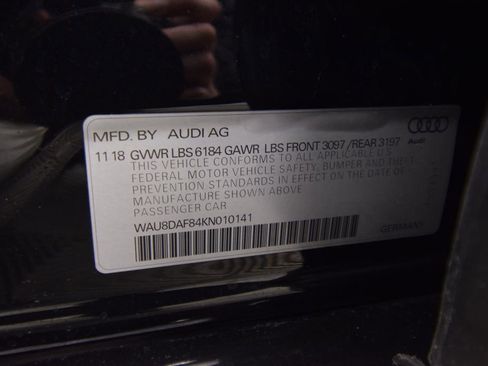 MFD. BY AUDI AG
11 18 GVWR LBS 6184 GAWR LBS FRONT 3097 / REAR 3197
Audi
THIS VEHICLE CONFORMS TO ALL APPLICABLE U.S.
FEDERAL MOTOR VEHICLE SAFETY, BUMPER AND THEFT
PREVENTION STANDARDS IN EFFECT ON THE DATE OF
MANUFACTURE SHOWN ABOVE
PASSENGER CAR
WAU8DAF84KN010141
GERMANY